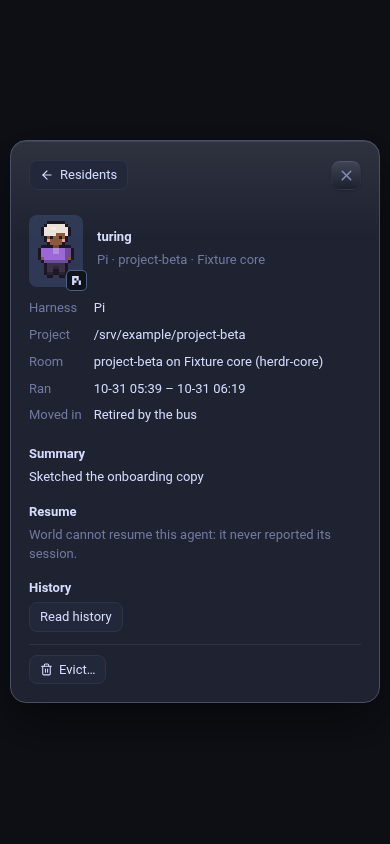 Residents
turing
Pi · project-beta · Fixture core
Harness Pi
Project /srv/example/project-beta
Room project-beta on Fixture core (herdr-core)
Ran 10-31 05:39 – 10-31 06:19
Moved in Retired by the bus
Summary
Sketched the onboarding copy
Resume
World cannot resume this agent: it never reported its
session.
History
Read history
Evict…